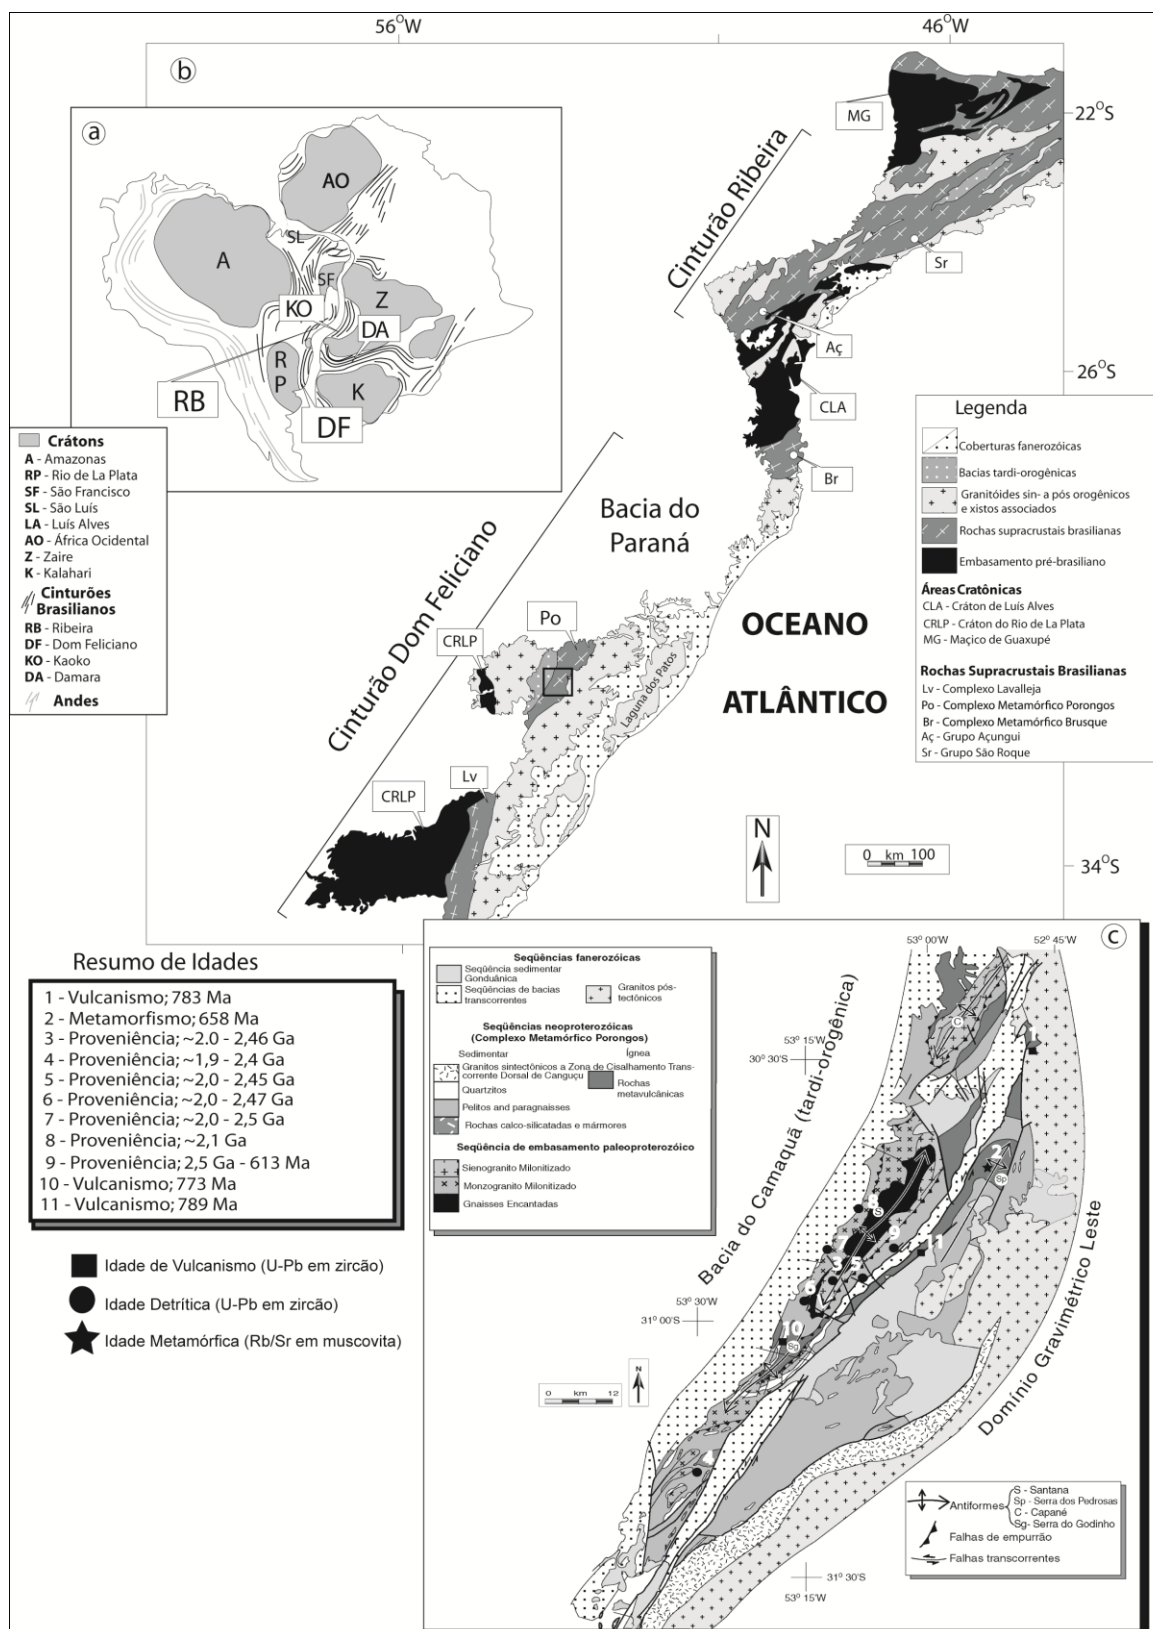 56°W
46°W
b
22°S
MG
a
AO
SL
A
SF
Z
KO
DA
R
P
K
RB
DF
Cinturão Ribeira
Sr
Aç
26°S
CLA
Br
Crátons
A - Amazonas
RP - Rio de La Plata
SF - São Francisco
SL - São Luís
LA - Luís Alves
AO - África Ocidental
Z - Zaire
K - Kalahari
Cinturões
Brasilianos
RB - Ribeira
DF - Dom Feliciano
KO - Kaoko
DA - Damara
Andes
Legenda
Coberturas fanerozóicas
Bacias tardi-orogênicas
Granitóides sin- a pós orogênicos
e xistos associados
Rochas supracrustais brasilianas
Embasamento pré-brasiliano
Áreas Cratônicas
CLA - Cráton de Luís Alves
CRLP - Cráton do Rio de La Plata
MG - Maçico de Guaxupé
Rochas Supracrustais Brasilianas
Lv - Complexo Lavalleja
Po - Complexo Metamórfico Porongos
Br - Complexo Metamórfico Brusque
Aç - Grupo Açungui
Sr - Grupo São Roque
Bacia do
Paraná
Cinturão Dom Feliciano
Po
CRLP
OCEANO
ATLÂNTICO
Laguna dos Patos
Lv
CRLP
N
0 km 100
34°S
Resumo de Idades
1 - Vulcanismo; 783 Ma
2 - Metamorfismo; 658 Ma
3 - Proveniência; ~2.0 - 2,46 Ga
4 - Proveniência; ~1,9 - 2,4 Ga
5 - Proveniência; ~2,0 - 2,45 Ga
6 - Proveniência; ~2,0 - 2,47 Ga
7 - Proveniência; ~2,0 - 2,5 Ga
8 - Proveniência; ~2,1 Ga
9 - Proveniência; 2,5 Ga - 613 Ma
10 - Vulcanismo; 773 Ma
11 - Vulcanismo; 789 Ma
Idade de Vulcanismo (U-Pb em zircão)
Idade Detrítica (U-Pb em zircão)
Idade Metamórfica (Rb/Sr em muscovita)
c
Seqüências fanerozóicas
Seqüência sedimentar
Gonduânica
Seqüências de bacias
transcorrentes
Granitos pós-
tectônicos
Seqüências neoproterozóicas
(Complexo Metamórfico Porongos)
Sedimentar
Ígnea
Granitos sintectônicos a Zona de Cisalhamento Trans-
corrente Dorsal de Canguçu
Rochas
metavulcânicas
Quartzitos
Pelitos and paragnaisses
Rochas calco-silicatadas e mármores
Seqüência de embasamento paleoproterozóico
Sienogranito Milonitizado
Monzogranito Milonitizado
Gnaisses Encantadas
53° 00'W
52° 45'W
53° 15'W
30° 30'S
53° 30'W
31° 00'S
31° 30'S
53° 15'W
Bacia do Camaquã (tardi-orogênica)
Domínio Gravimétrico Leste
C
1
2
Sp
8
S
9
7
11
3
5
6
10
Sg
4
N
0 km 12
Antiformes
S - Santana
Sp - Serra dos Pedrosas
C - Capané
Sg- Serra do Godinho
Falhas de empurrão
Falhas transcorrentes